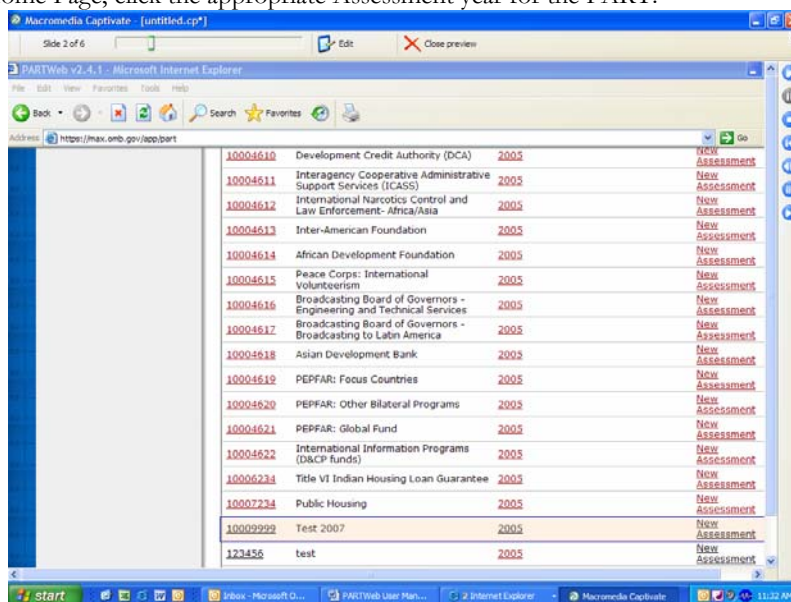 ome Page, click the appropriate Assessment year for the PART.
Macromedia Captivate - [untitled.cp*]
Slide 2 of 6 Edit Close preview
PARTWeb v2.4.1 - Microsoft Internet Explorer
File Edit View Favorites Tools Help
Back Search Favorites
Address https://max.omb.gov/app/part Go
10004610 Development Credit Authority (DCA) 2005 New Assessment
10004611 Interagency Cooperative Administrative Support Services (ICASS) 2005 New Assessment
10004612 International Narcotics Control and Law Enforcement- Africa/Asia 2005 New Assessment
10004613 Inter-American Foundation 2005 New Assessment
10004614 African Development Foundation 2005 New Assessment
10004615 Peace Corps: International Volunteerism 2005 New Assessment
10004616 Broadcasting Board of Governors - Engineering and Technical Services 2005 New Assessment
10004617 Broadcasting Board of Governors - Broadcasting to Latin America 2005 New Assessment
10004618 Asian Development Bank 2005 New Assessment
10004619 PEPFAR: Focus Countries 2005 New Assessment
10004620 PEPFAR: Other Bilateral Programs 2005 New Assessment
10004621 PEPFAR: Global Fund 2005 New Assessment
10004622 International Information Programs (D&CP funds) 2005 New Assessment
10006234 Title VI Indian Housing Loan Guarantee 2005 New Assessment
10007234 Public Housing 2005 New Assessment
10009999 Test 2007 2005 New Assessment
123456 test 2005 New Assessment
start Inbox - Microsoft O... PARTWeb User Man... 2 Internet Explorer Macromedia Captivate 11:32 AM